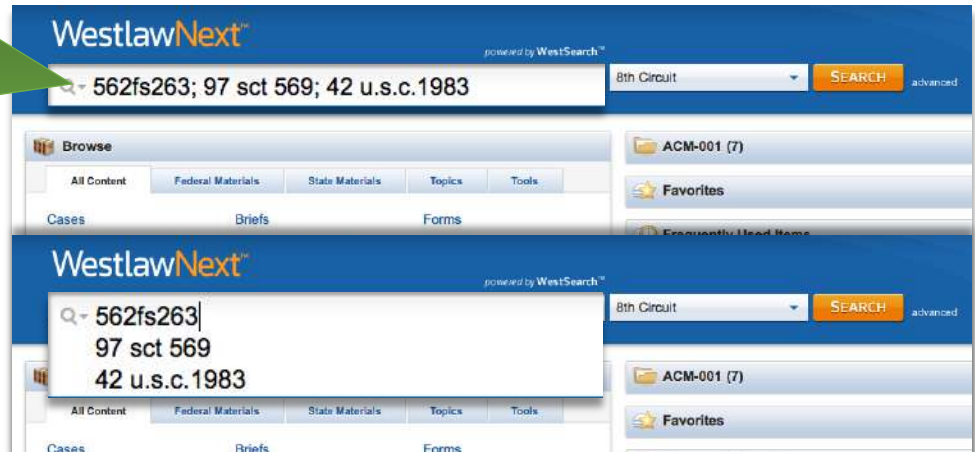 WestlawNext™
powered by WestSearch™
562fs263; 97 sct 569; 42 u.s.c.1983
8th Circuit
SEARCH
advanced
Browse
ACM-001 (7)
All Content Federal Materials State Materials Topics Tools
Favorites
Cases Briefs Forms
Frequently Used Items
WestlawNext™
powered by WestSearch™
562fs263
97 sct 569
42 u.s.c.1983
8th Circuit
SEARCH
advanced
ACM-001 (7)
All Content Federal Materials State Materials Topics Tools
Favorites
Cases Briefs Forms